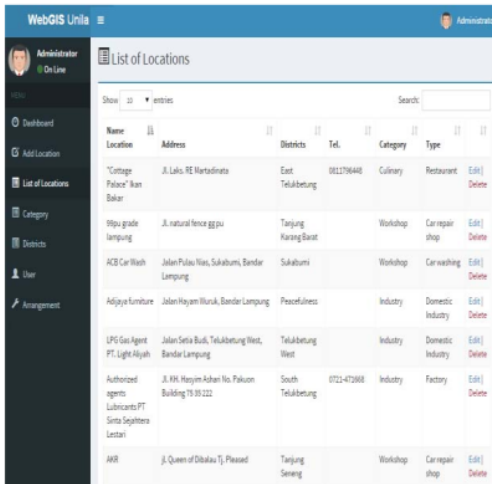 WebGIS Unila
Administrator
Administrator
On Line
MENU
Dashboard
Add Location
List of Locations
Category
Districts
User
Arrangement
List of Locations
Show 10 entries
Search:
Name
Location Address Districts Tel. Category Type
"Cottage JL. Laks. RE Martadinata East 0811796448 Culinary Restaurant Edit |
Palace" Ikan Telukbetung Delete
Bakar
99pu grade Jl. natural fence gg pu Tanjung Workshop Car repair Edit |
lampung Karang Barat shop Delete
ACB Car Wash Jalan Pulau Nias, Sukabumi, Bandar Sukabumi Workshop Car washing Edit |
Lampung Delete
Adijaya furniture Jalan Hayam Wuruk, Bandar Lampung Peacefulness Industry Domestic Edit |
Industry Delete
LPG Gas Agent Jalan Setia Budi, Telukbetung West, Telukbetung Industry Domestic Edit |
PT. Light Aliyah Bandar Lampung West Industry Delete
Authorized Jl. KH. Hasyim Ashari No. Pakuon South 0721-471668 Industry Factory Edit |
agents Building 75 35 222 Telukbetung Delete
Lubricants PT
Sinta Sejahtera
Lestari
AKR jl. Queen of Dibalau Tj. Pleased Tanjung Workshop Car repair Edit |
Seneng shop Delete